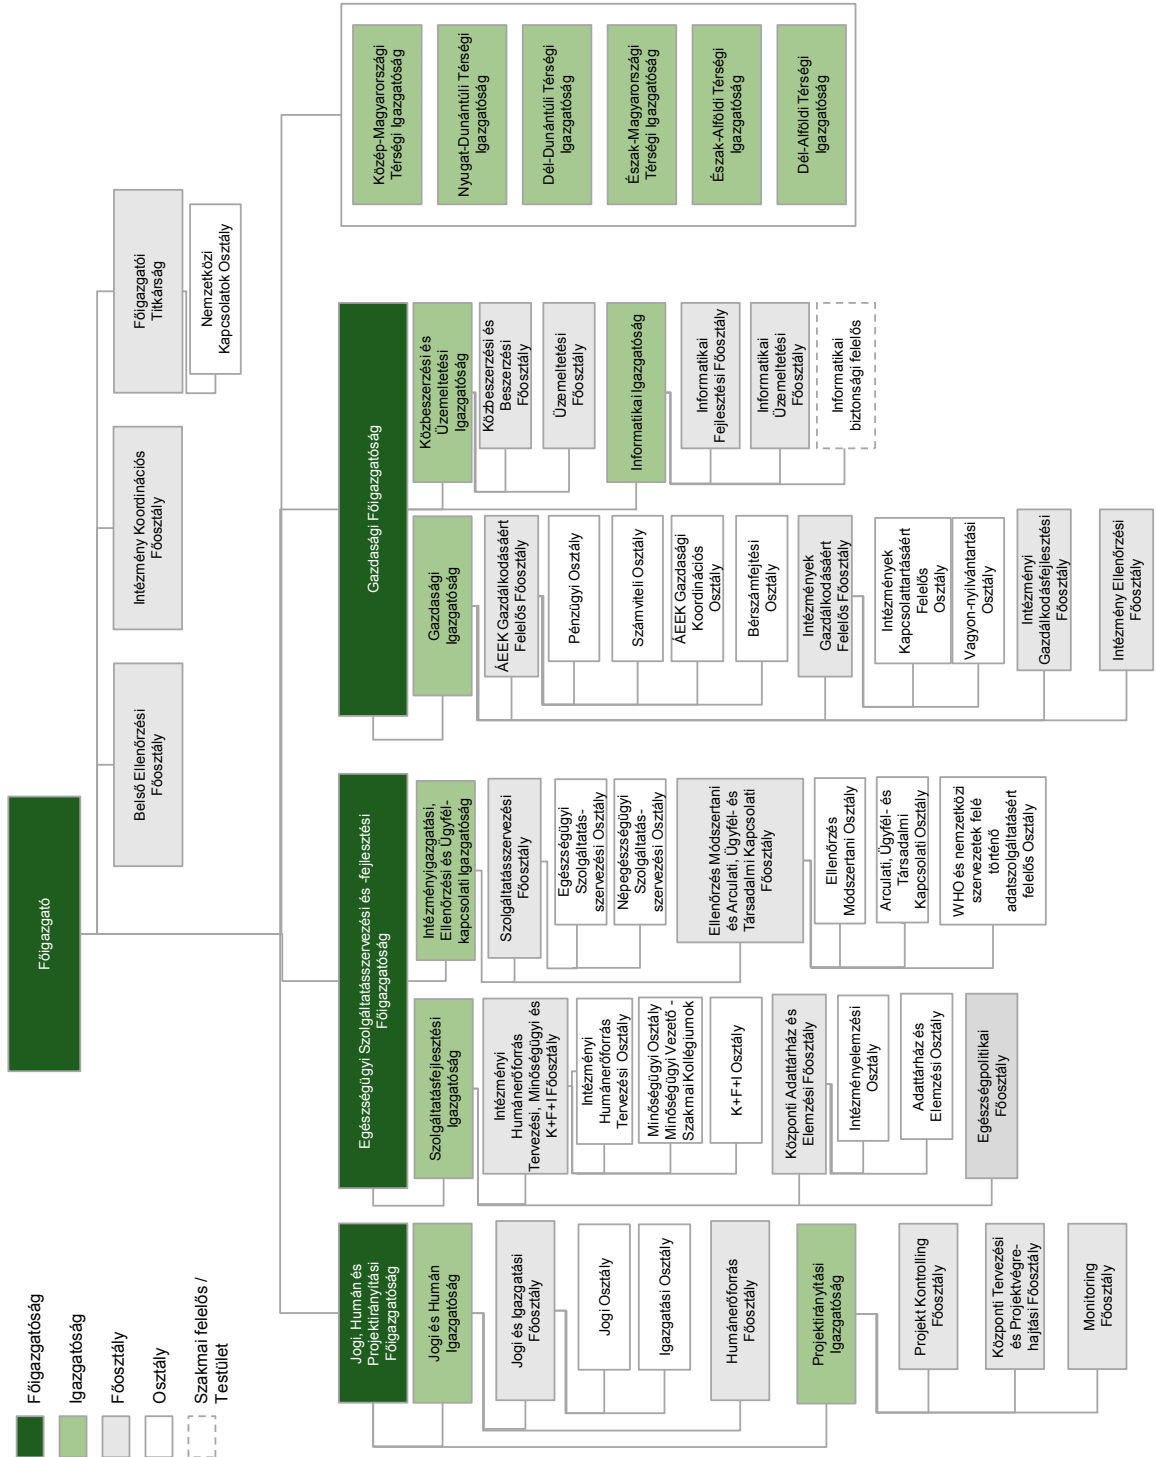 Főigazgatóság
Igazgatóság
Főosztály
Osztály
Szakmai felelős /
Testület
Főigazgató
Belső Ellenőrzési
Főosztály
Intézmény Koordinációs
Főosztály
Főigazgatói
Titkárság
Nemzetközi
Kapcsolatok Osztály
Jogi, Humán és
Projektirányítási
Főigazgatóság
Jogi és Humán
Igazgatóság
Jogi és Igazgatási
Főosztály
Jogi Osztály
Igazgatási Osztály
Humánerőforrás
Főosztály
Projektirányítási
Igazgatóság
Projekt Kontrolling
Főosztály
Központi Tervezési
és Projektvégre-
hajtási Főosztály
Monitoring
Főosztály
Egészségügyi Szolgáltatásszervezési és -fejlesztési
Főigazgatóság
Szolgáltatásfejlesztési
Igazgatóság
Intézményi
Humánerőforrás
Tervezési, Minőségügyi és
K+F+I Főosztály
Intézményi
Humánerőforrás
Tervezési Osztály
Minőségügyi Osztály
Minőségügyi Vezető -
Szakmai Kollégiumok
K+F+I Osztály
Központi Adattárház és
Elemzési Főosztály
Intézményelemzési
Osztály
Adattárház és
Elemzési Osztály
Egészségpolitikai
Főosztály
Intézményigazgatási,
Ellenőrzési és Ügyfél-
kapcsolati Igazgatóság
Szolgáltatásszervezési
Főosztály
Egészségügyi
Szolgáltatás-
szervezési Osztály
Népegészségügyi
Szolgáltatás-
szervezési Osztály
Ellenőrzés Módszertani
és Arculati, Ügyfél- és
Társadalmi Kapcsolati
Főosztály
Ellenőrzés
Módszertani Osztály
Arculati, Ügyfél- és
Társadalmi
Kapcsolati Osztály
WHO és nemzetközi
szervezetek felé
történő
adatszolgáltatásért
felelős Osztály
Gazdasági Főigazgatóság
Gazdasági
Igazgatóság
ÁEEK Gazdálkodásáért
Felelős Főosztály
Pénzügyi Osztály
Számviteli Osztály
ÁEEK Gazdasági
Koordinációs
Osztály
Bérszámfejtési
Osztály
Intézmények
Gazdálkodásáért
Felelős Főosztály
Intézmények
Kapcsolattartásáért
Felelős
Osztály
Vagyon-nyilvántartási
Osztály
Intézményi
Gazdálkodásfejlesztési
Főosztály
Intézmény Ellenőrzési
Főosztály
Közbeszerzési és
Üzemeltetési
Igazgatóság
Közbeszerzési és
Beszerzési
Főosztály
Üzemeltetési
Főosztály
Informatikai Igazgatóság
Informatikai
Fejlesztési Főosztály
Informatikai
Üzemeltetési
Főosztály
Informatikai
biztonsági felelős
Közép-Magyarországi
Térségi Igazgatóság
Nyugat-Dunántúli Térségi
Igazgatóság
Dél-Dunántúli Térségi
Igazgatóság
Észak-Magyarországi
Térségi Igazgatóság
Észak-Alföldi Térségi
Igazgatóság
Dél-Alföldi Térségi
Igazgatóság